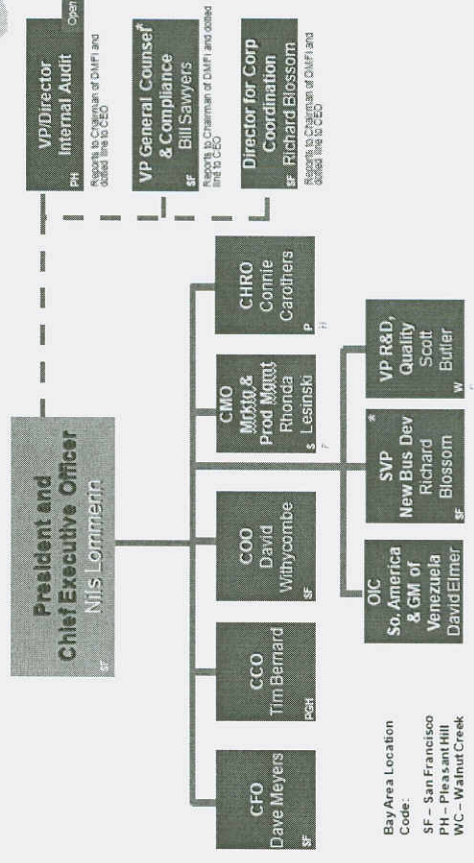 President and
Chief Executive Officer
Nils Lommerin
SF
Open
VP/Director
Internal Audit
PH
Reports to Chairman of DMFI and
dotted line to CEO
VP General Counsel*
& Compliance
Bill Sawyers
SF
Reports to Chairman of DMFI and dotted
line to CEO
Director for Corp
Coordination
Richard Blossom
SF
Reports to Chairman of DMFI and
dotted line to CEO
CFO
Dave Meyers
SF
CCO
Tim Bernard
PGH
COO
David
Withycombe
SF
CMO
Mrktg &
Prod Mgmt
Rhonda
Lesinski
S
F
CHRO
Connie
Carothers
P
H
OIC
So. America
& GM of
Venezuela
David Elmer
SVP *
New Bus Dev
Richard
Blossom
SF
VP R&D,
Quality
Scott
Butler
W
C
Bay Area Location
Code:
SF – San Francisco
PH – Pleasant Hill
WC – Walnut Creek